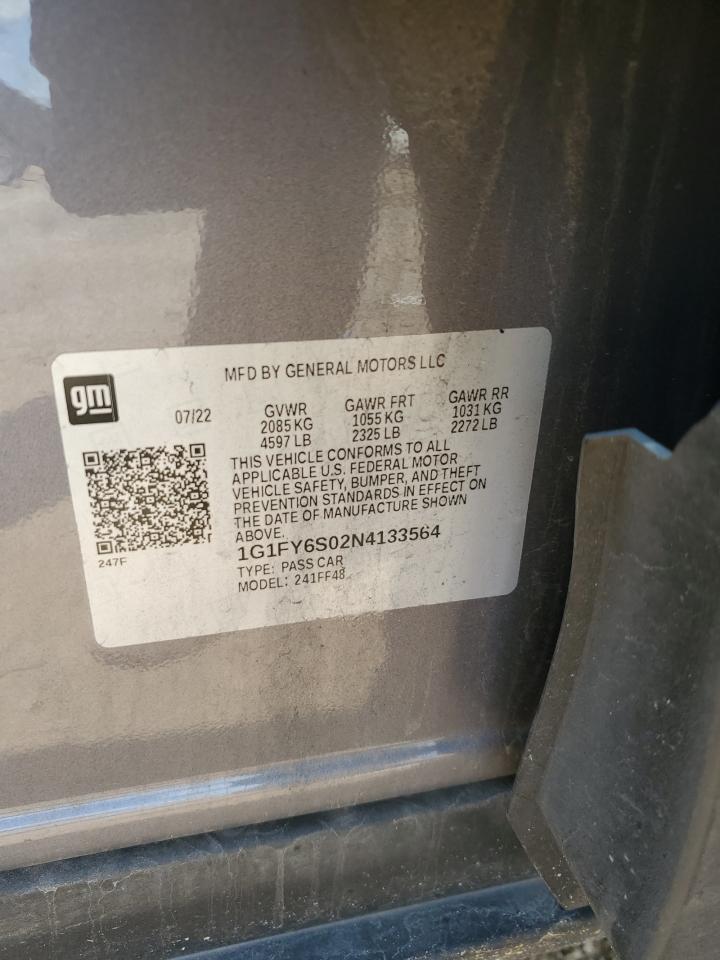 MFD BY GENERAL MOTORS LLC
gm
07/22
GVWR
2085 KG
4597 LB
GAWR FRT
1055 KG
2325 LB
GAWR RR
1031 KG
2272 LB
THIS VEHICLE CONFORMS TO ALL
APPLICABLE U.S. FEDERAL MOTOR
VEHICLE SAFETY, BUMPER, AND THEFT
PREVENTION STANDARDS IN EFFECT ON
THE DATE OF MANUFACTURE SHOWN
ABOVE.
247F
1G1FY6S02N4133564
TYPE: PASS CAR
MODEL: 241FF48